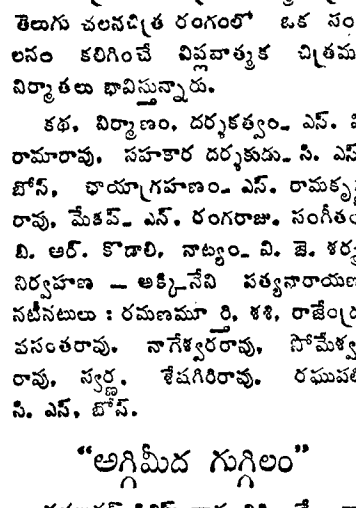 తెలుగు చలనచిత్ర రంగంలో ఒక సం
లనం కలిగించే విప్లవాత్మక చిత్రమ
నిర్మాతలు భావిస్తున్నారు.
కథ, నిర్మాణం, దర్శకత్వం- ఎస్.
రామారావు, సహకార దర్శకుడు- సి. ఎస్
బోస్, ఛాయాగ్రహణం- ఎస్. రామకృష్ణ
రావు, మేకప్- ఎన్. రంగరాజు. సంగీతం
బి. ఆర్. కొడాలి, నాట్యం- వి. జె. శర్మ
నిర్వహణ — అక్కినేని సత్యనారాయణ
నటీనటులు : రమణమూర్తి, శశి, రాజేంద్ర
వసంతరావు. నాగేశ్వరరావు, సోమేశ్వ
రావు, స్వర్ణ. శేషగిరిరావు. రఘుపతి
సి. ఎస్, బోస్.
“అగ్గిమీద గుగ్గిలం”